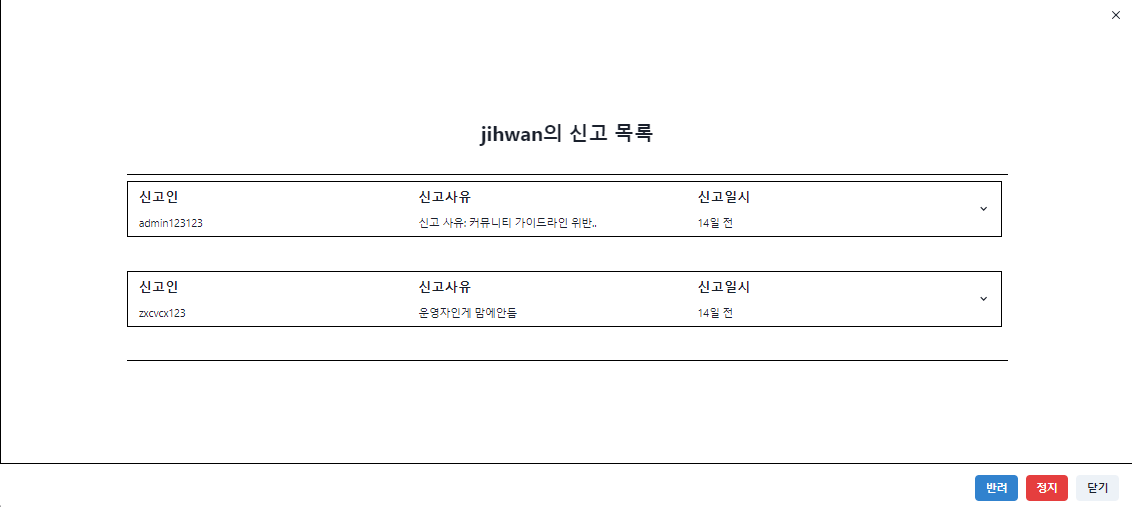 jihwan의 신고 목록
신고인 신고사유 신고일시
admin123123 신고 사유: 커뮤니티 가이드라인 위반.. 14일 전
신고인 신고사유 신고일시
zxcvcx123 운영자인게 맘에안듬 14일 전
반려 정지 닫기